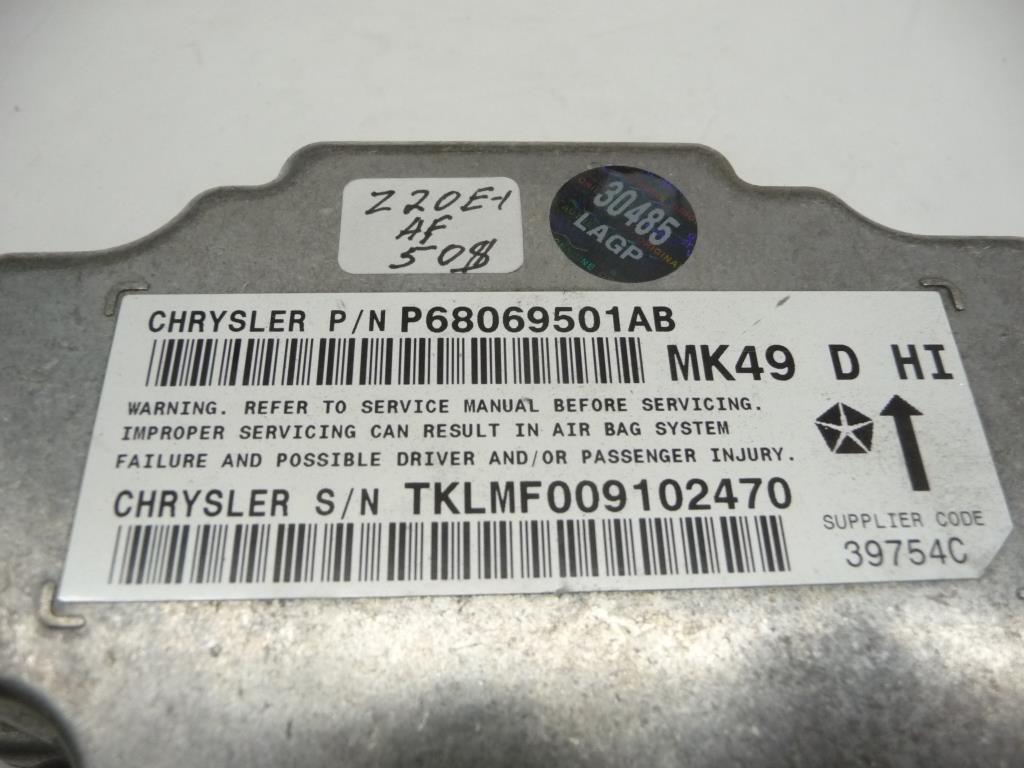 Z20E-1
AF
50$
30485
LAGP
CHRYSLER P/N P68069501AB
MK49 D HI
WARNING. REFER TO SERVICE MANUAL BEFORE SERVICING.
IMPROPER SERVICING CAN RESULT IN AIR BAG SYSTEM
FAILURE AND POSSIBLE DRIVER AND/OR PASSENGER INJURY.
CHRYSLER S/N TKLMF009102470
SUPPLIER CODE
39754C